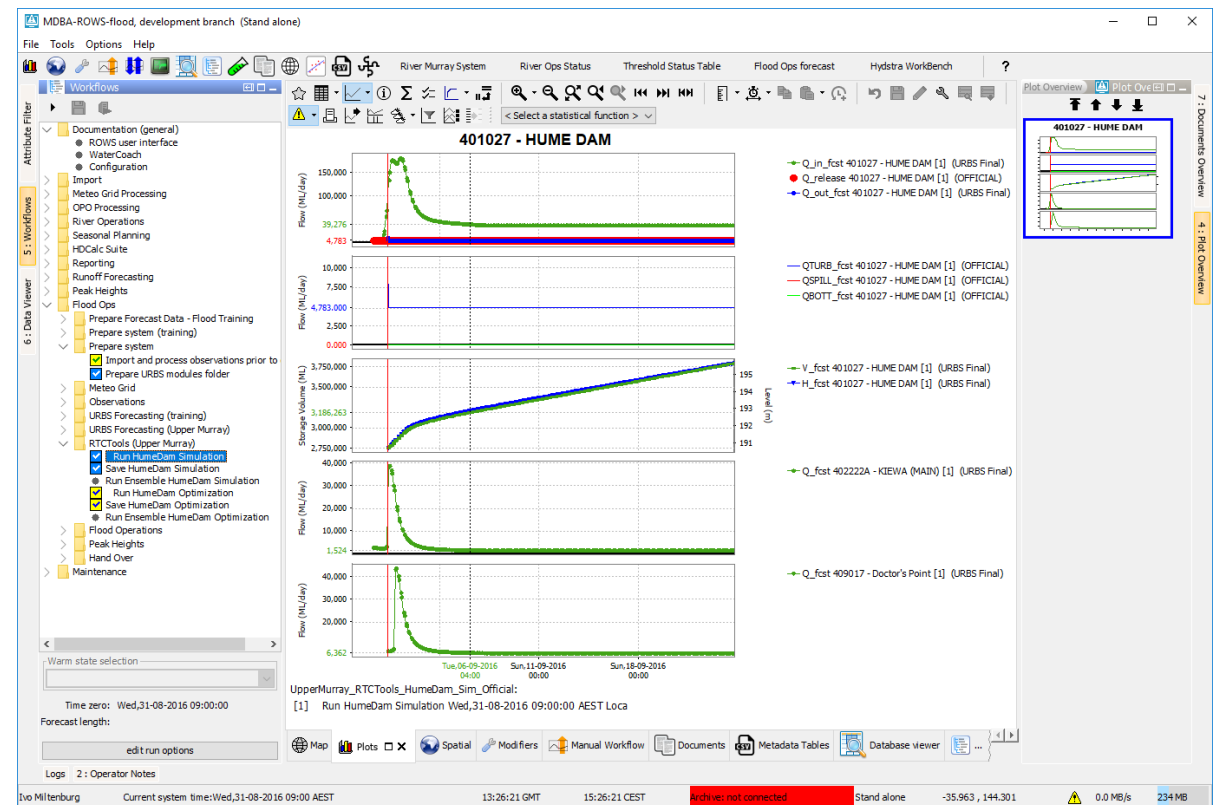 MDBA-ROWS-flood, development branch (Stand alone)
File Tools Options Help
River Murray System River Ops Status Threshold Status Table Flood Ops forecast Hydstra WorkBench ?
Attribute Filter
5 : Workflows
6 : Data Viewer
Workflows
Documentation (general)
ROWS user interface
WaterCoach
Configuration
Import
Meteo Grid Processing
OPO Processing
River Operations
Seasonal Planning
HDCalc Suite
Reporting
Runoff Forecasting
Peak Heights
Flood Ops
Prepare Forecast Data - Flood Training
Prepare system (training)
Prepare system
Import and process observations prior to
Prepare URBS modules folder
Meteo Grid
Observations
URBS Forecasting (training)
URBS Forecasting (Upper Murray)
RTCTools (Upper Murray)
Run HumeDam Simulation
Save HumeDam Simulation
Run Ensemble HumeDam Simulation
Run HumeDam Optimization
Save HumeDam Optimization
Run Ensemble HumeDam Optimization
Flood Operations
Peak Heights
Hand Over
Maintenance
Warm state selection
Time zero: Wed,31-08-2016 09:00:00
Forecast length:
edit run options
Logs 2 : Operator Notes
< Select a statistical function >
401027 - HUME DAM
Flow (ML/day)
150,000
100,000
39,276
4,783
Q_in_fcst 401027 - HUME DAM [1] (URBS Final)
Q_release 401027 - HUME DAM (OFFICIAL)
Q_out_fcst 401027 - HUME DAM [1] (URBS Final)
Flow (ML/day)
10,000
7,500
4,783.000
2,500
0.000
QTURB_fcst 401027 - HUME DAM [1] (OFFICIAL)
QSPILL_fcst 401027 - HUME DAM [1] (OFFICIAL)
QBOTT_fcst 401027 - HUME DAM [1] (OFFICIAL)
Storage Volume (ML)
3,750,000
3,500,000
3,186,263
3,000,000
2,750,000
195
194
193
192
191
Level (m)
V_fcst 401027 - HUME DAM [1] (URBS Final)
H_fcst 401027 - HUME DAM [1] (URBS Final)
Flow (ML/day)
40,000
30,000
20,000
10,000
1,524
Q_fcst 402222A - KIEWA (MAIN) [1] (URBS Final)
Flow (ML/day)
40,000
30,000
20,000
6,362
Q_fcst 409017 - Doctor's Point [1] (URBS Final)
Tue,06-09-2016 Sun,11-09-2016 Sun,18-09-2016
04:00 00:00 00:00
UpperMurray_RTCTools_HumeDam_Sim_Official:
[1] Run HumeDam Simulation Wed,31-08-2016 09:00:00 AEST Loca
Map Plots Spatial Modifiers Manual Workflow Documents Metadata Tables Database viewer ...
Plot Overview Plot Ove
401027 - HUME DAM
7 : Documents Overview
4 : Plot Overview
Ivo Miltenburg Current system time:Wed,31-08-2016 09:00 AEST 13:26:21 GMT 15:26:21 CEST Archive: not connected Stand alone -35.963 , 144.301 0.0 MB/s 234 MB